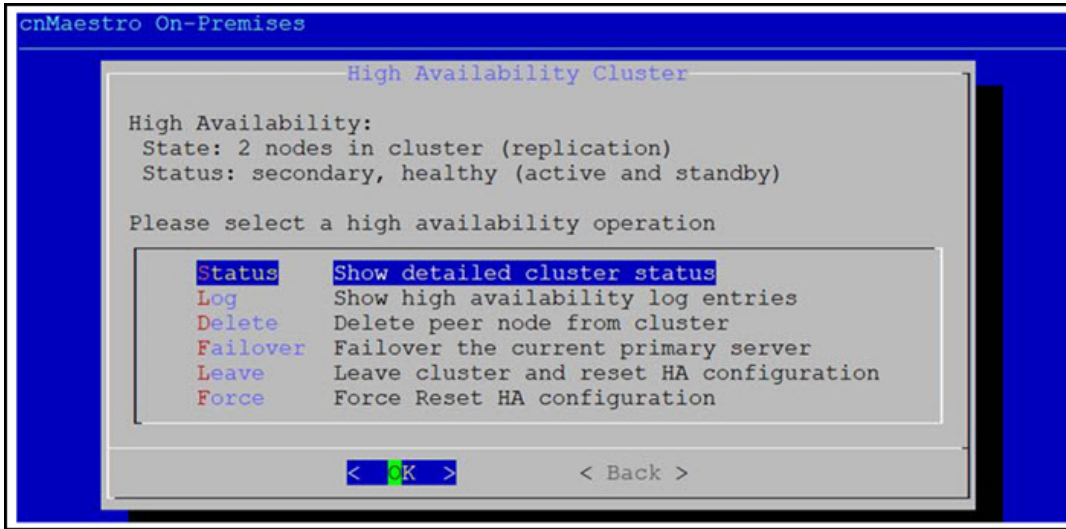 cnMaestro On-Premises
High Availability Cluster
High Availability:
State: 2 nodes in cluster (replication)
Status: secondary, healthy (active and standby)
Please select a high availability operation
Status Show detailed cluster status
Log Show high availability log entries
Delete Delete peer node from cluster
Failover Failover the current primary server
Leave Leave cluster and reset HA configuration
Force Force Reset HA configuration
< OK > < Back >